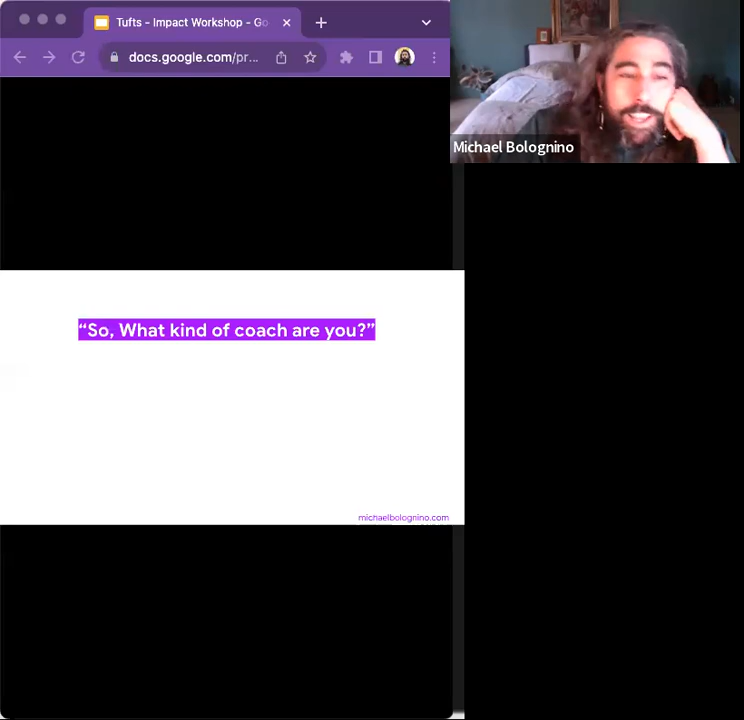 Tufts - Impact Workshop - Go
docs.google.com/pr...
Michael Bolognino
“So, What kind of coach are you?”
michaelbolognino.com